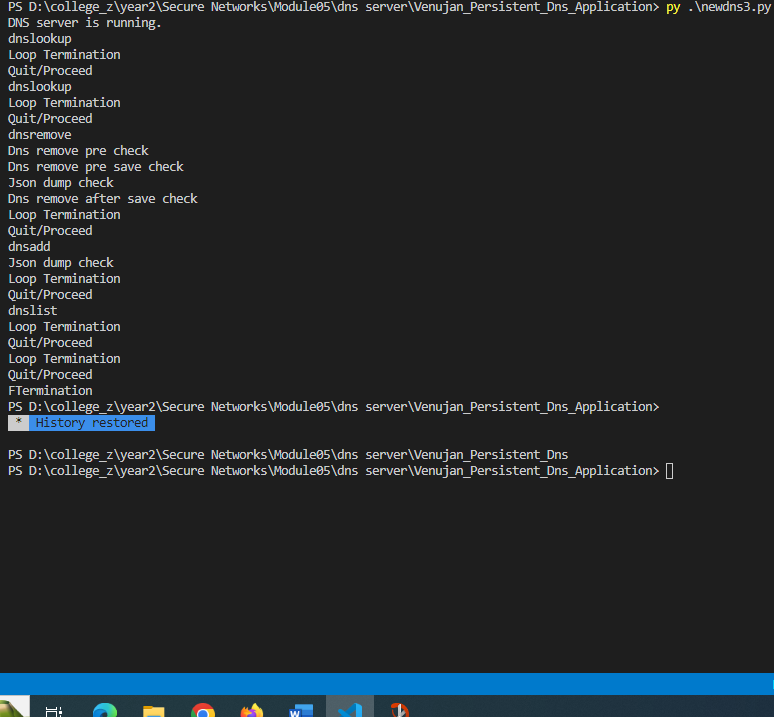 PS D:\college_z\year2\Secure Networks\Module05\dns server\Venujan_Persistent_Dns_Application> py .\newdns3.py
DNS server is running.
dnslookup
Loop Termination
Quit/Proceed
dnslookup
Loop Termination
Quit/Proceed
dnsremove
Dns remove pre check
Dns remove pre save check
Json dump check
Dns remove after save check
Loop Termination
Quit/Proceed
dnsadd
Json dump check
Loop Termination
Quit/Proceed
dnslist
Loop Termination
Quit/Proceed
Loop Termination
Quit/Proceed
FTermination
PS D:\college_z\year2\Secure Networks\Module05\dns server\Venujan_Persistent_Dns_Application>
* History restored
PS D:\college_z\year2\Secure Networks\Module05\dns server\Venujan_Persistent_Dns
PS D:\college_z\year2\Secure Networks\Module05\dns server\Venujan_Persistent_Dns_Application>